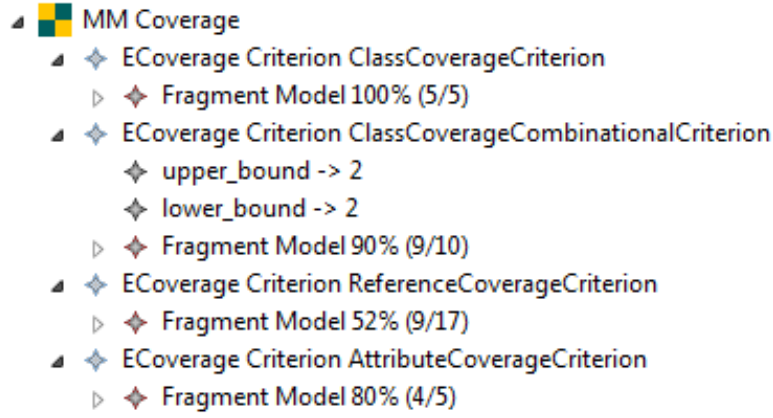 MM Coverage
ECoverage Criterion ClassCoverageCriterion
Fragment Model 100% (5/5)
ECoverage Criterion ClassCoverageCombinationalCriterion
upper_bound -> 2
lower_bound -> 2
Fragment Model 90% (9/10)
ECoverage Criterion ReferenceCoverageCriterion
Fragment Model 52% (9/17)
ECoverage Criterion AttributeCoverageCriterion
Fragment Model 80% (4/5)